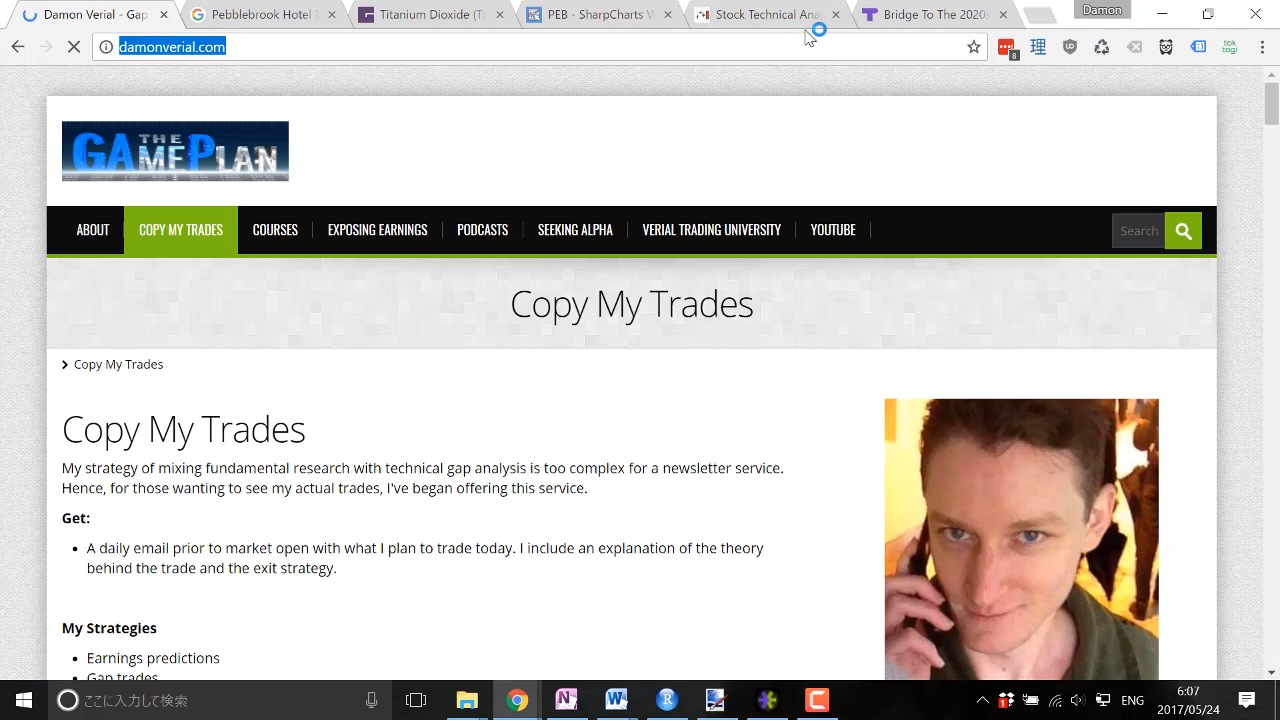 Damon Verial - Ga
Pebblebrook Hotel T
Titanium Dioxide (T
PEB - SharpCharts V
Stock Technical Ana
Bridge To The 2020
Damon
damonverial.com
8
tok
tagi
THE
GAMEPLAN
ABOUT
COPY MY TRADES
COURSES
EXPOSING EARNINGS
PODCASTS
SEEKING ALPHA
VERIAL TRADING UNIVERSITY
YOUTUBE
Search
Copy My Trades
Copy My Trades
Copy My Trades
My strategy of mixing fundamental research with technical gap analysis is too complex for a newsletter service.
Hence, for those wanting to see my actual trades, I've began offering this service.
Get:
A daily email prior to market open with what I plan to trade today. I include an explanation of the theory
behind the trade and the exit strategy.
My Strategies
Earnings predictions
Gap trades
ここに入力して検索
ENG
6:07
2017/05/24